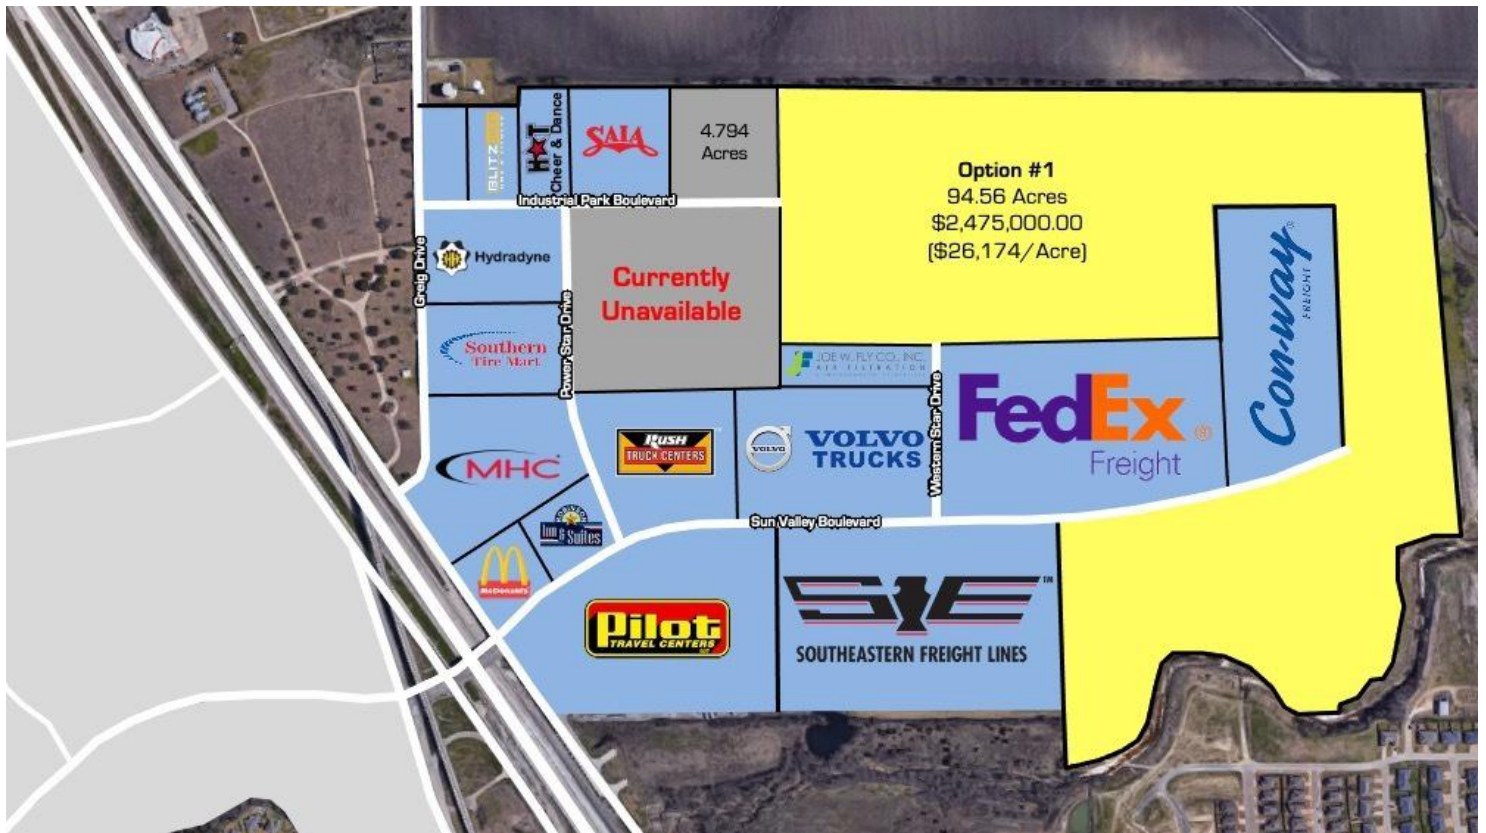 BLITZ
HOT
Cheer & Dance
SAIA
4.794
Acres
Option #1
94.56 Acres
$2,475,000.00
($26,174/Acre)
Industrial Park Boulevard
Greig Drive
Hydradyne
Power Star Drive
Currently
Unavailable
Con-way®
FREIGHT
Southern
Tire Mart
JOE W. FLY CO., INC.
AIR FILTRATION
Western Star Drive
FedEx®
Freight
RUSH
TRUCK CENTERS
VOLVO
VOLVO
TRUCKS
MHC
ROBINSON
Inn & Suites
Sun Valley Boulevard
McDonald's
Pilot
TRAVEL CENTERS
LLC
SE™
SOUTHEASTERN FREIGHT LINES